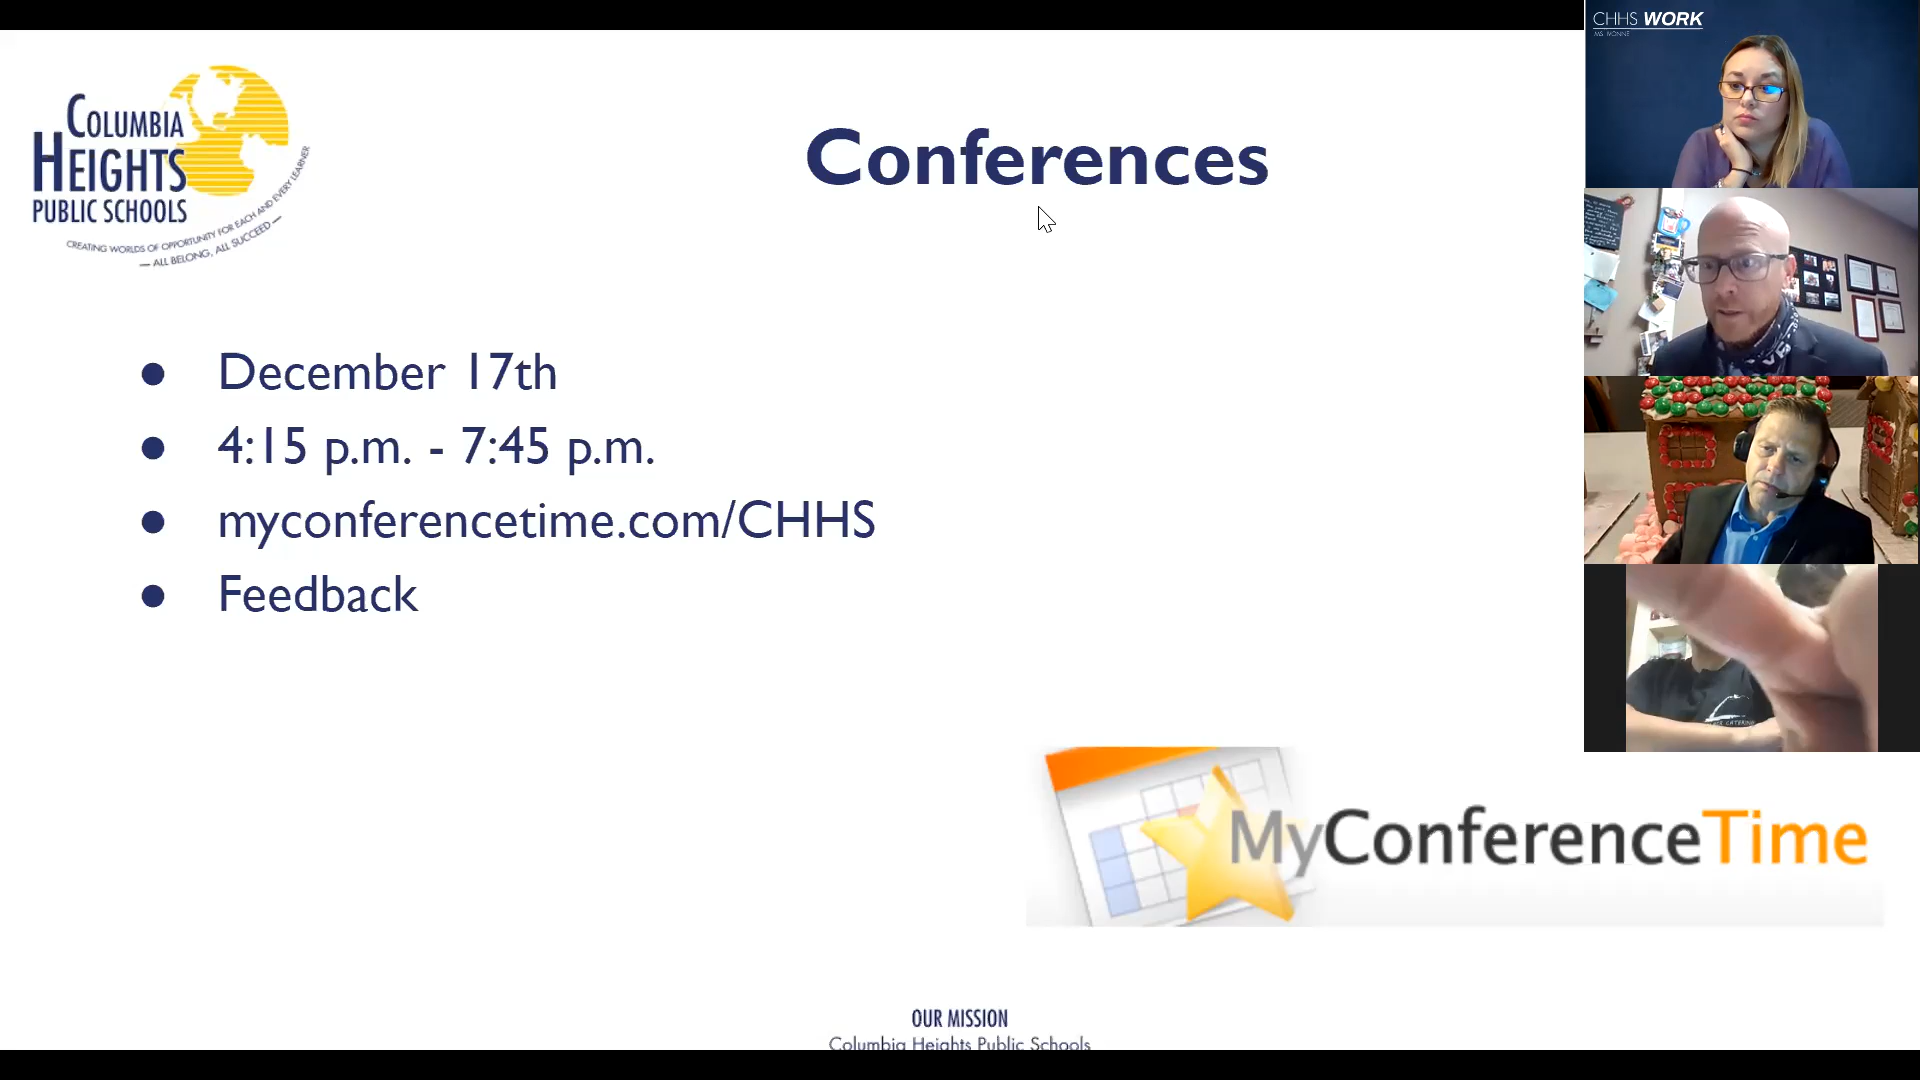 COLUMBIA
HEIGHTS
PUBLIC SCHOOLS
CREATING WORLDS OF OPPORTUNITY FOR EACH AND EVERY LEARNER
— ALL BELONG, ALL SUCCEED —
Conferences
● December 17th
● 4:15 p.m. - 7:45 p.m.
● myconferencetime.com/CHHS
● Feedback
MyConferenceTime
OUR MISSION
Columbia Heights Public Schools
CHHS WORK
CATERING